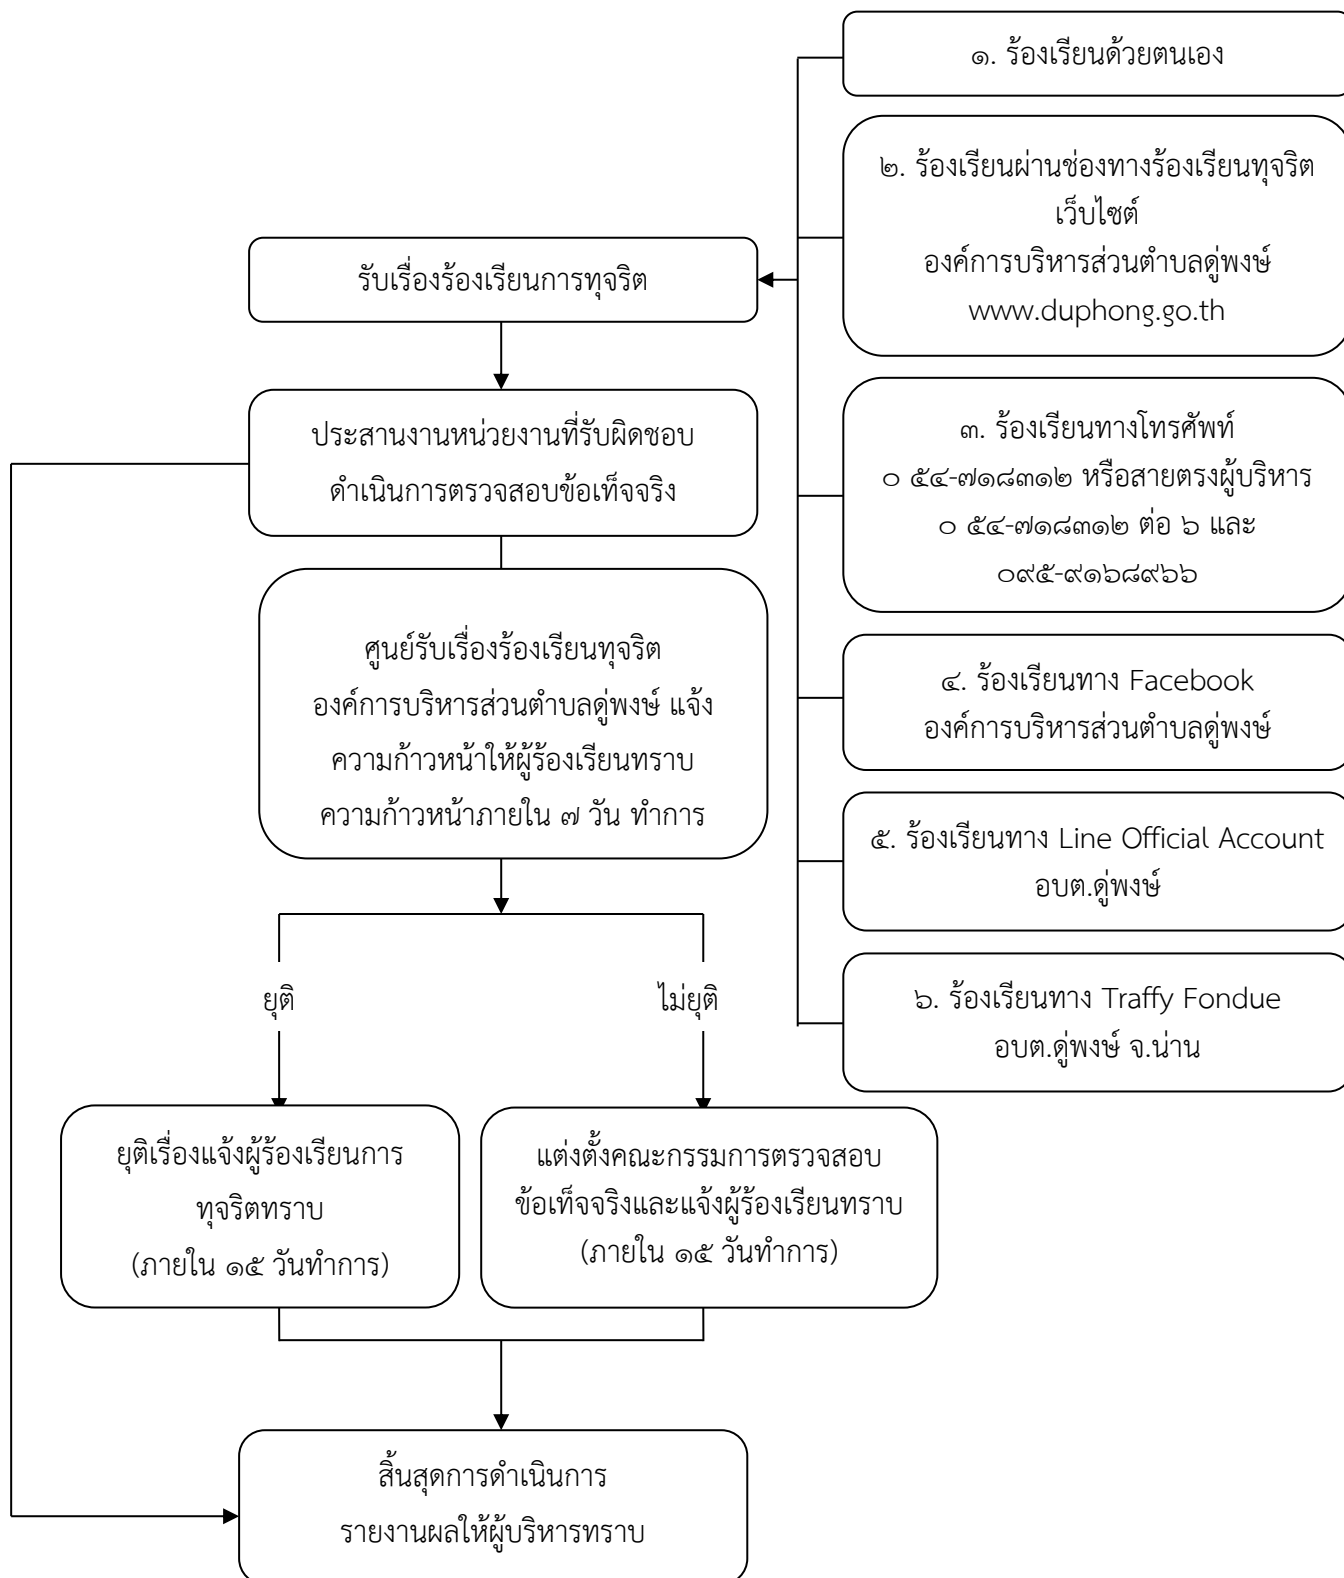 ๑. ร้องเรียนด้วยตนเอง
๒. ร้องเรียนผ่านช่องทางร้องเรียนทุจริต
เว็บไซต์
องค์การบริหารส่วนตำบลดู่พงษ์
www.duphong.go.th
๓. ร้องเรียนทางโทรศัพท์
๐ ๕๔-๗๑๘๓๑๒ หรือสายตรงผู้บริหาร
๐ ๕๔-๗๑๘๓๑๒ ต่อ ๖ และ
๐๙๕-๙๑๖๘๙๖๖
๔. ร้องเรียนทาง Facebook
องค์การบริหารส่วนตำบลดู่พงษ์
๕. ร้องเรียนทาง Line Official Account
อบต.ดู่พงษ์
๖. ร้องเรียนทาง Traffy Fondue
อบต.ดู่พงษ์ จ.น่าน
รับเรื่องร้องเรียนการทุจริต
ประสานงานหน่วยงานที่รับผิดชอบ
ดำเนินการตรวจสอบข้อเท็จจริง
ศูนย์รับเรื่องร้องเรียนทุจริต
องค์การบริหารส่วนตำบลดู่พงษ์ แจ้ง
ความก้าวหน้าให้ผู้ร้องเรียนทราบ
ความก้าวหน้าภายใน ๗ วัน ทำการ
ยุติ
ไม่ยุติ
ยุติเรื่องแจ้งผู้ร้องเรียนการ
ทุจริตทราบ
(ภายใน ๑๕ วันทำการ)
แต่งตั้งคณะกรรมการตรวจสอบ
ข้อเท็จจริงและแจ้งผู้ร้องเรียนทราบ
(ภายใน ๑๕ วันทำการ)
สิ้นสุดการดำเนินการ
รายงานผลให้ผู้บริหารทราบ